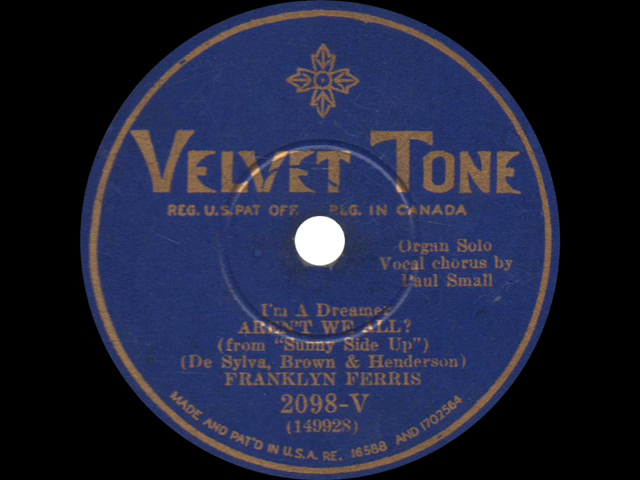 VELVET TONE
REG. U.S. PAT OFF. REG. IN CANADA
Organ Solo
Vocal chorus by
Paul Small
I'm A Dreamer
AREN'T WE ALL?
(from "Sunny Side Up")
(De Sylva, Brown & Henderson)
FRANKLYN FERRIS
2098-V
(149928)
MADE AND PAT'D IN U.S.A. RE. 16588 AND 1702564